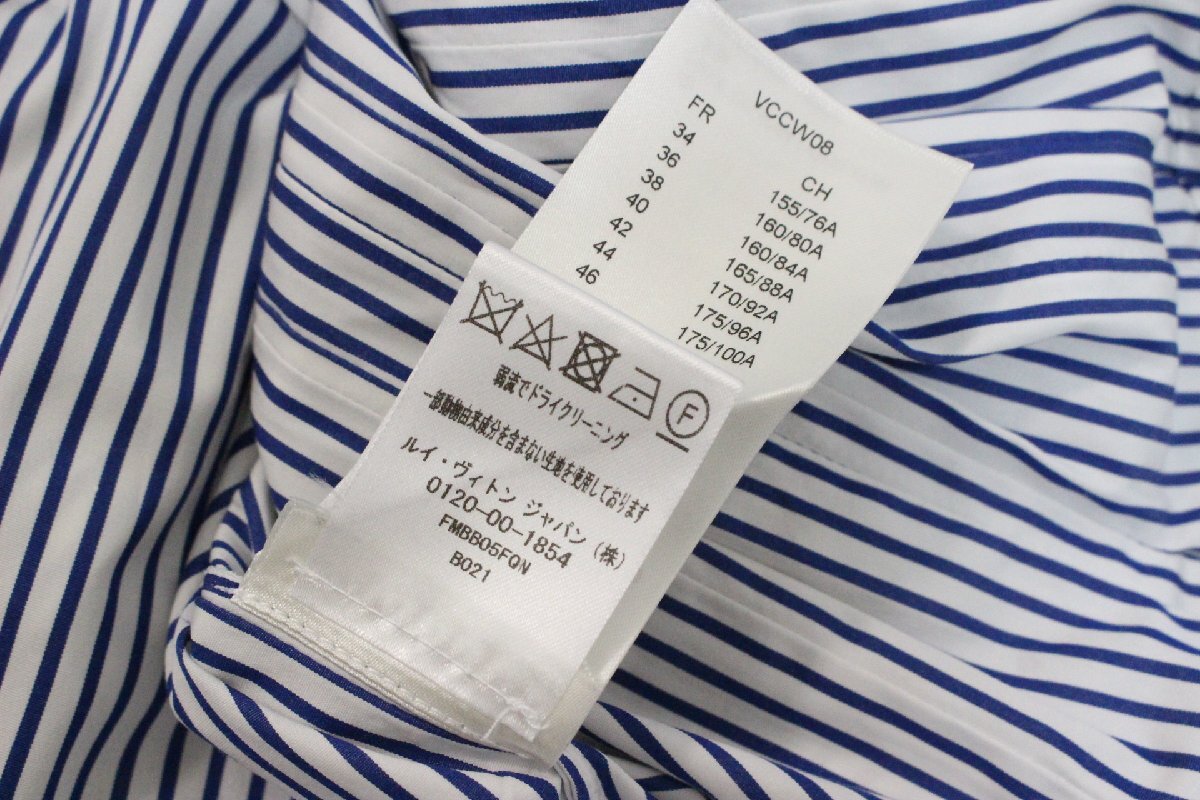 VCCW08
FR CH
34 155/76A
36 160/80A
38 160/84A
40 165/88A
42 170/92A
44 175/96A
46 175/100A
F
弱減でドライクリーニング
一部動物由来成分を含まない生地を使用しております
ルイ・ヴィトン ジャパン (株)
0120-00-1854
FMBB05FQN
B021